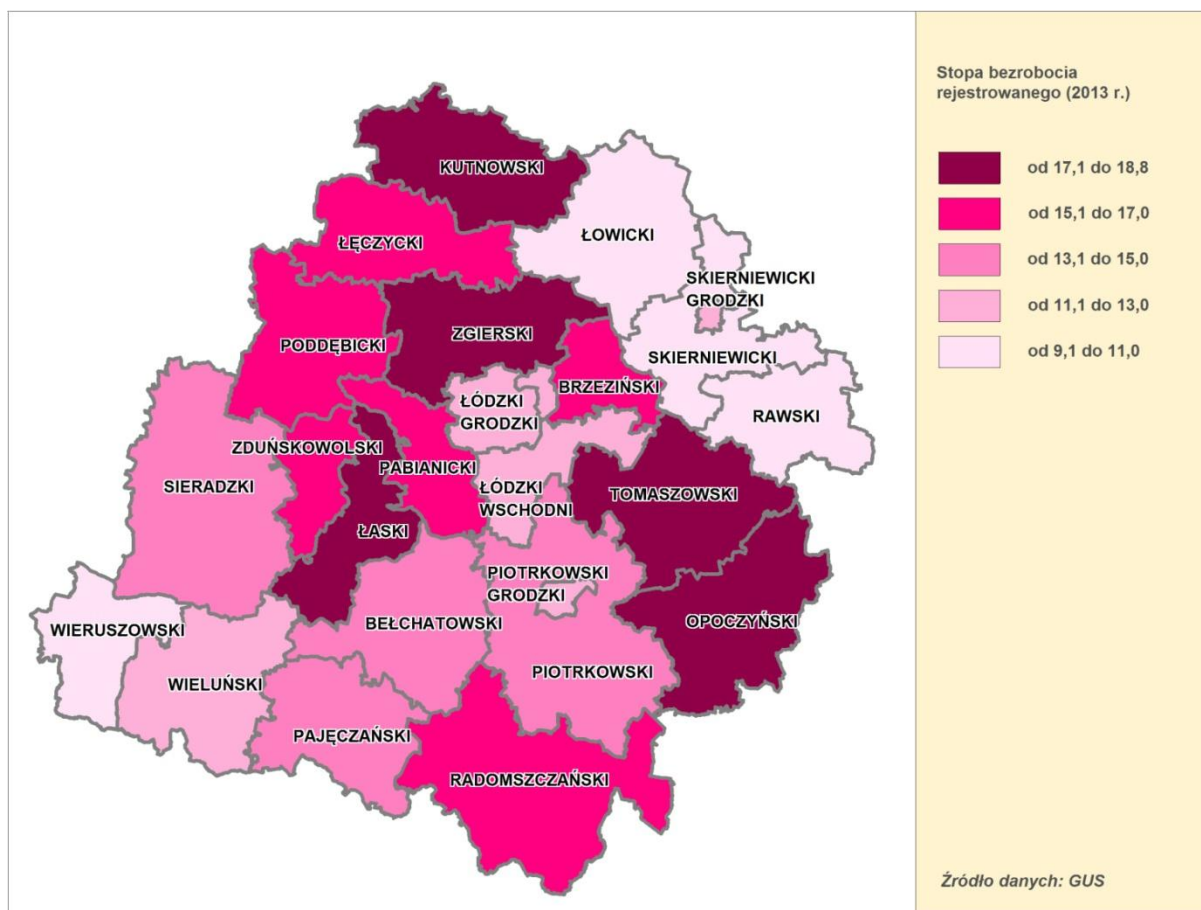 Stopa bezrobocia
rejestrowanego (2013 r.)
od 17,1 do 18,8
od 15,1 do 17,0
od 13,1 do 15,0
od 11,1 do 13,0
od 9,1 do 11,0
KUTNOWSKI
ŁOWICKI
ŁĘCZYCKI
SKIERNIEWICKI
GRODZKI
ZGIERSKI
PODDĘBICKI
SKIERNIEWICKI
BRZEZIŃSKI
ŁÓDZKI
GRODZKI
RAWSKI
ZDUŃSKOWOLSKI
PABIANICKI
SIERADZKI
ŁÓDZKI
WSCHODNI
TOMASZOWSKI
ŁASKI
PIOTRKOWSKI
GRODZKI
OPOCZYŃSKI
BEŁCHATOWSKI
WIERUSZOWSKI
PIOTRKOWSKI
WIELUŃSKI
PAJĘCZAŃSKI
RADOMSZCZAŃSKI
Źródło danych: GUS